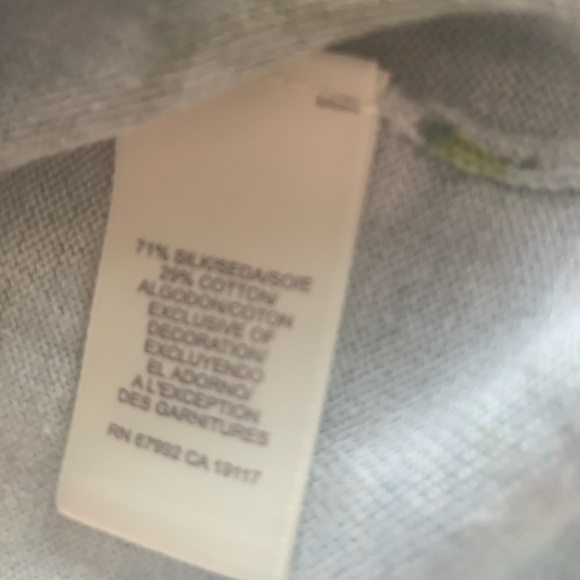 71% SILK/SEDA/SOIE
29% COTTON/
ALGODON/COTON
EXCLUSIVE OF
DECORATION/
EXCLUYENDO
EL ADORNO/
A L'EXCEPTION
DES GARNITURES
RN 67992 CA 19117